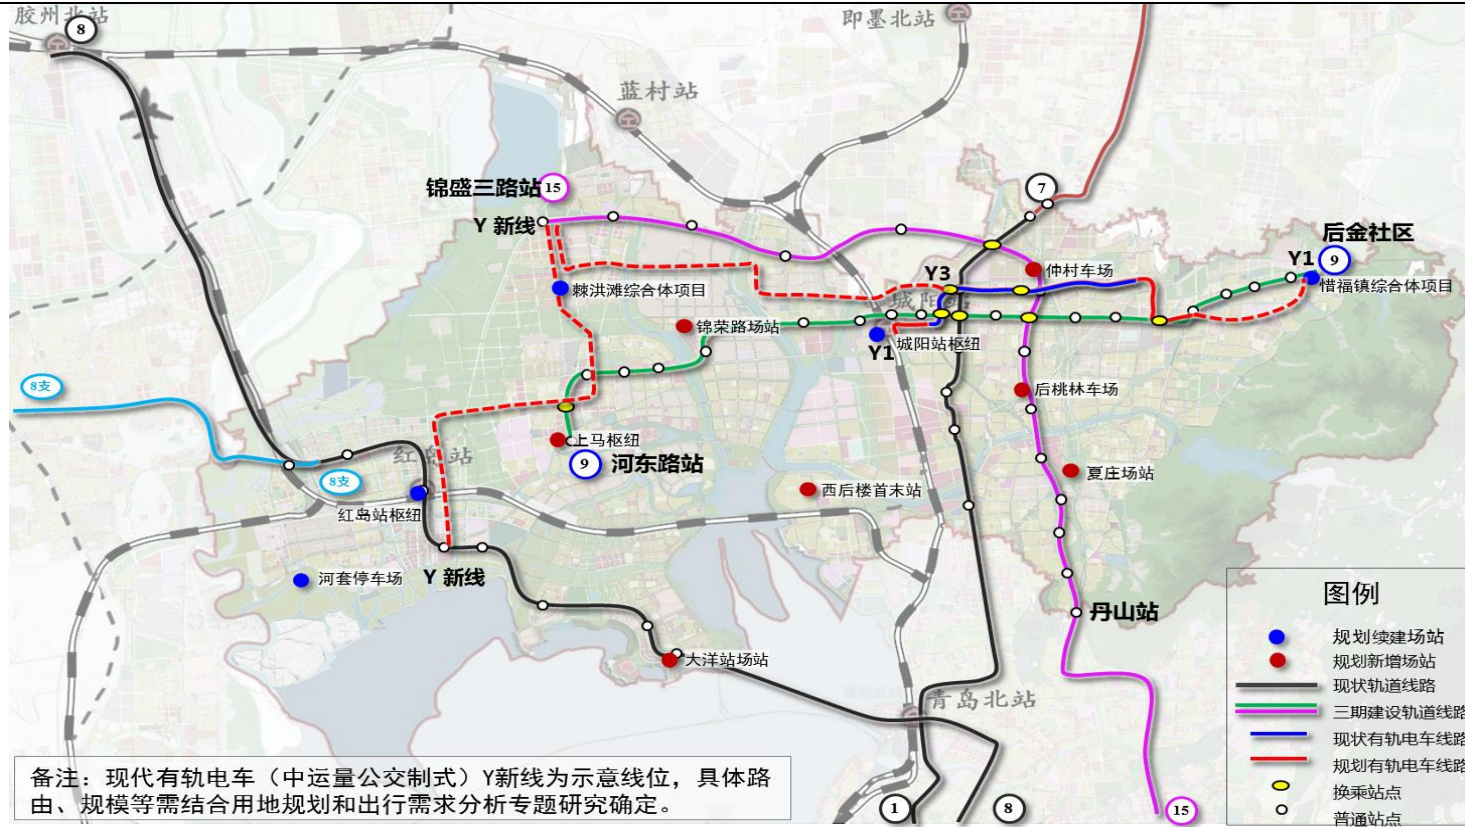 胶州北站
8
即墨北站
蓝村站
锦盛三路站
15
7
Y 新线
后金社区
Y1
9
Y3
仲村车场
惜福镇综合体项目
棘洪滩综合体项目
城阳站
锦荣路场站
Y1
城阳站枢纽
8支
后桃林车场
上马枢纽
红岛站
9
河东路站
8支
夏庄场站
西后楼首末站
红岛站枢纽
河套停车场
Y 新线
丹山站
大洋站场站
青岛北站
图例
规划续建场站
规划新增场站
现状轨道线路
三期建设轨道线路
现状有轨电车线路
规划有轨电车线路
换乘站点
普通站点
备注：现代有轨电车（中运量公交制式）Y新线为示意线位，具体路
由、规模等需结合用地规划和出行需求分析专题研究确定。
1
8
15